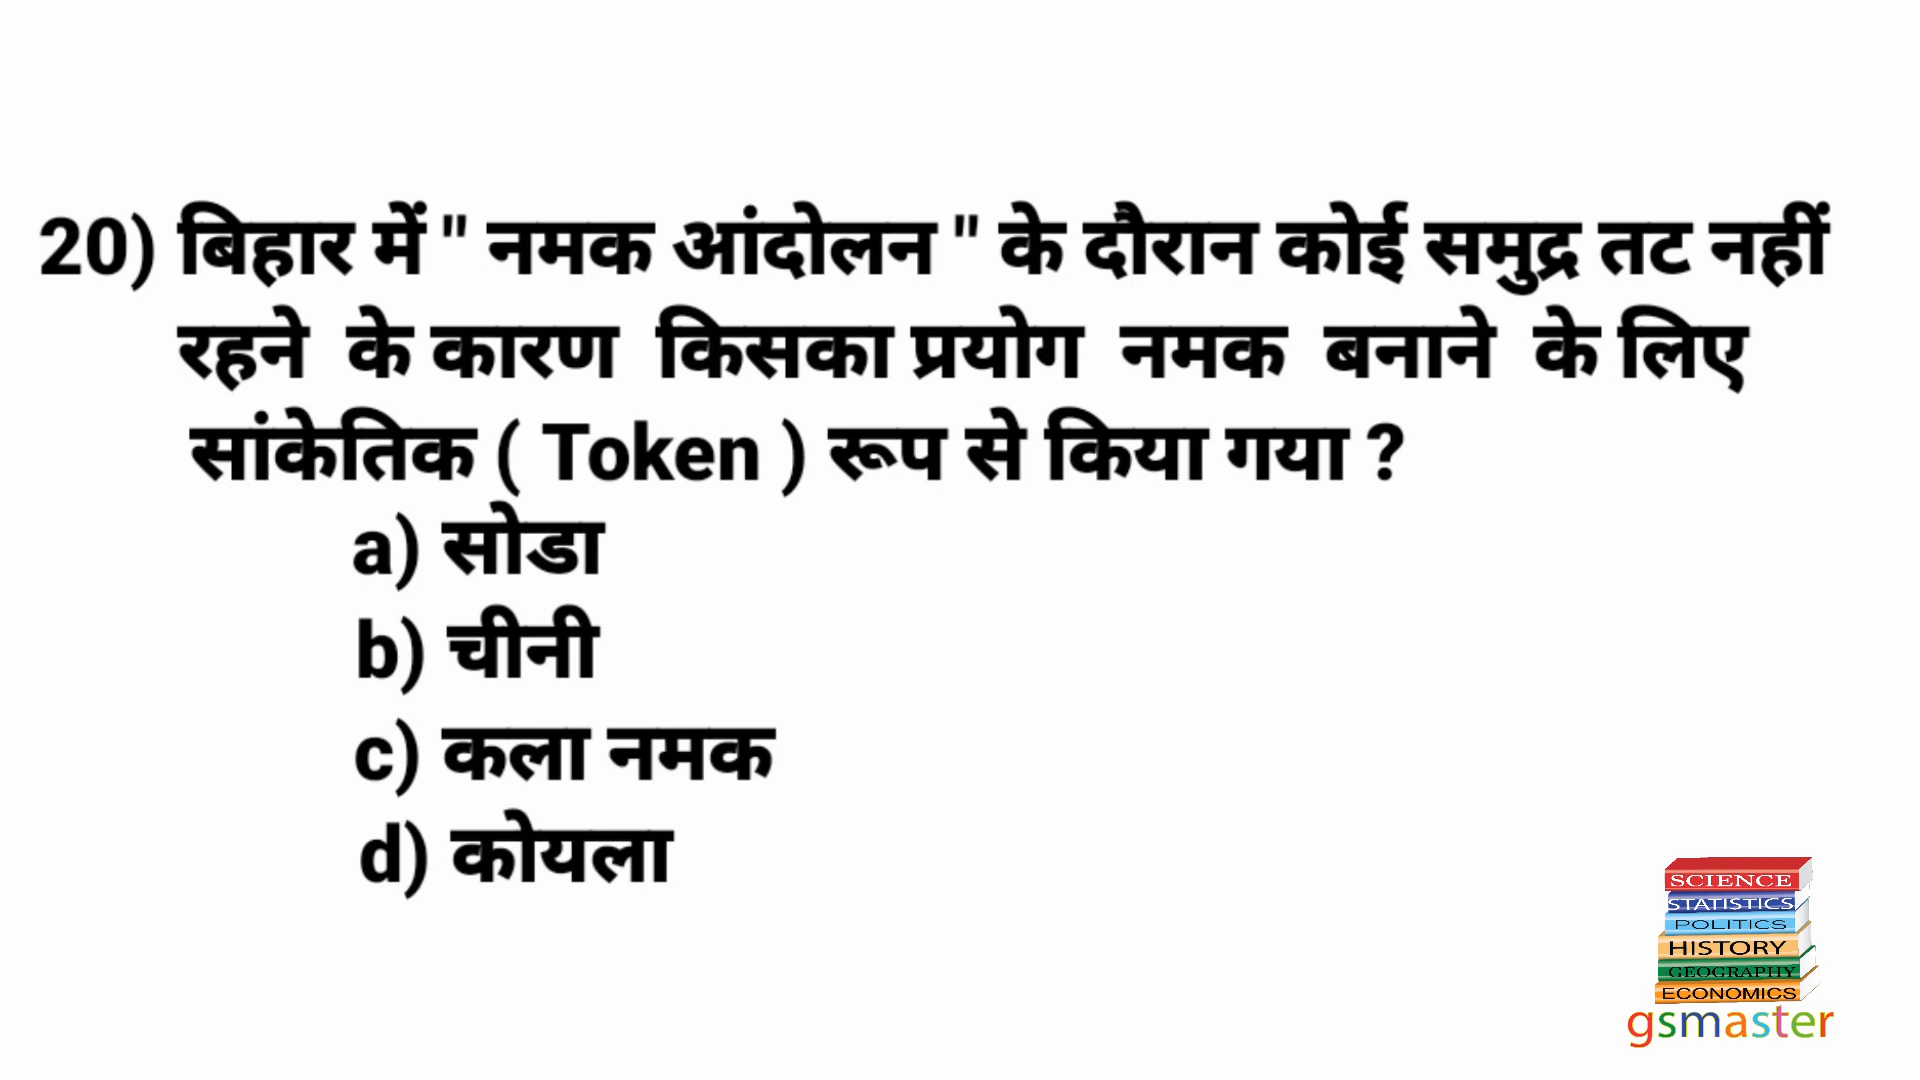 20) बिहार में " नमक आंदोलन " के दौरान कोई समुद्र तट नहीं
रहने के कारण किसका प्रयोग नमक बनाने के लिए
सांकेतिक ( Token ) रूप से किया गया ?
a) सोडा
b) चीनी
c) कला नमक
d) कोयला
SCIENCE
STATISTICS
POLITICS
HISTORY
GEOGRAPHY
ECONOMICS
gsmaster